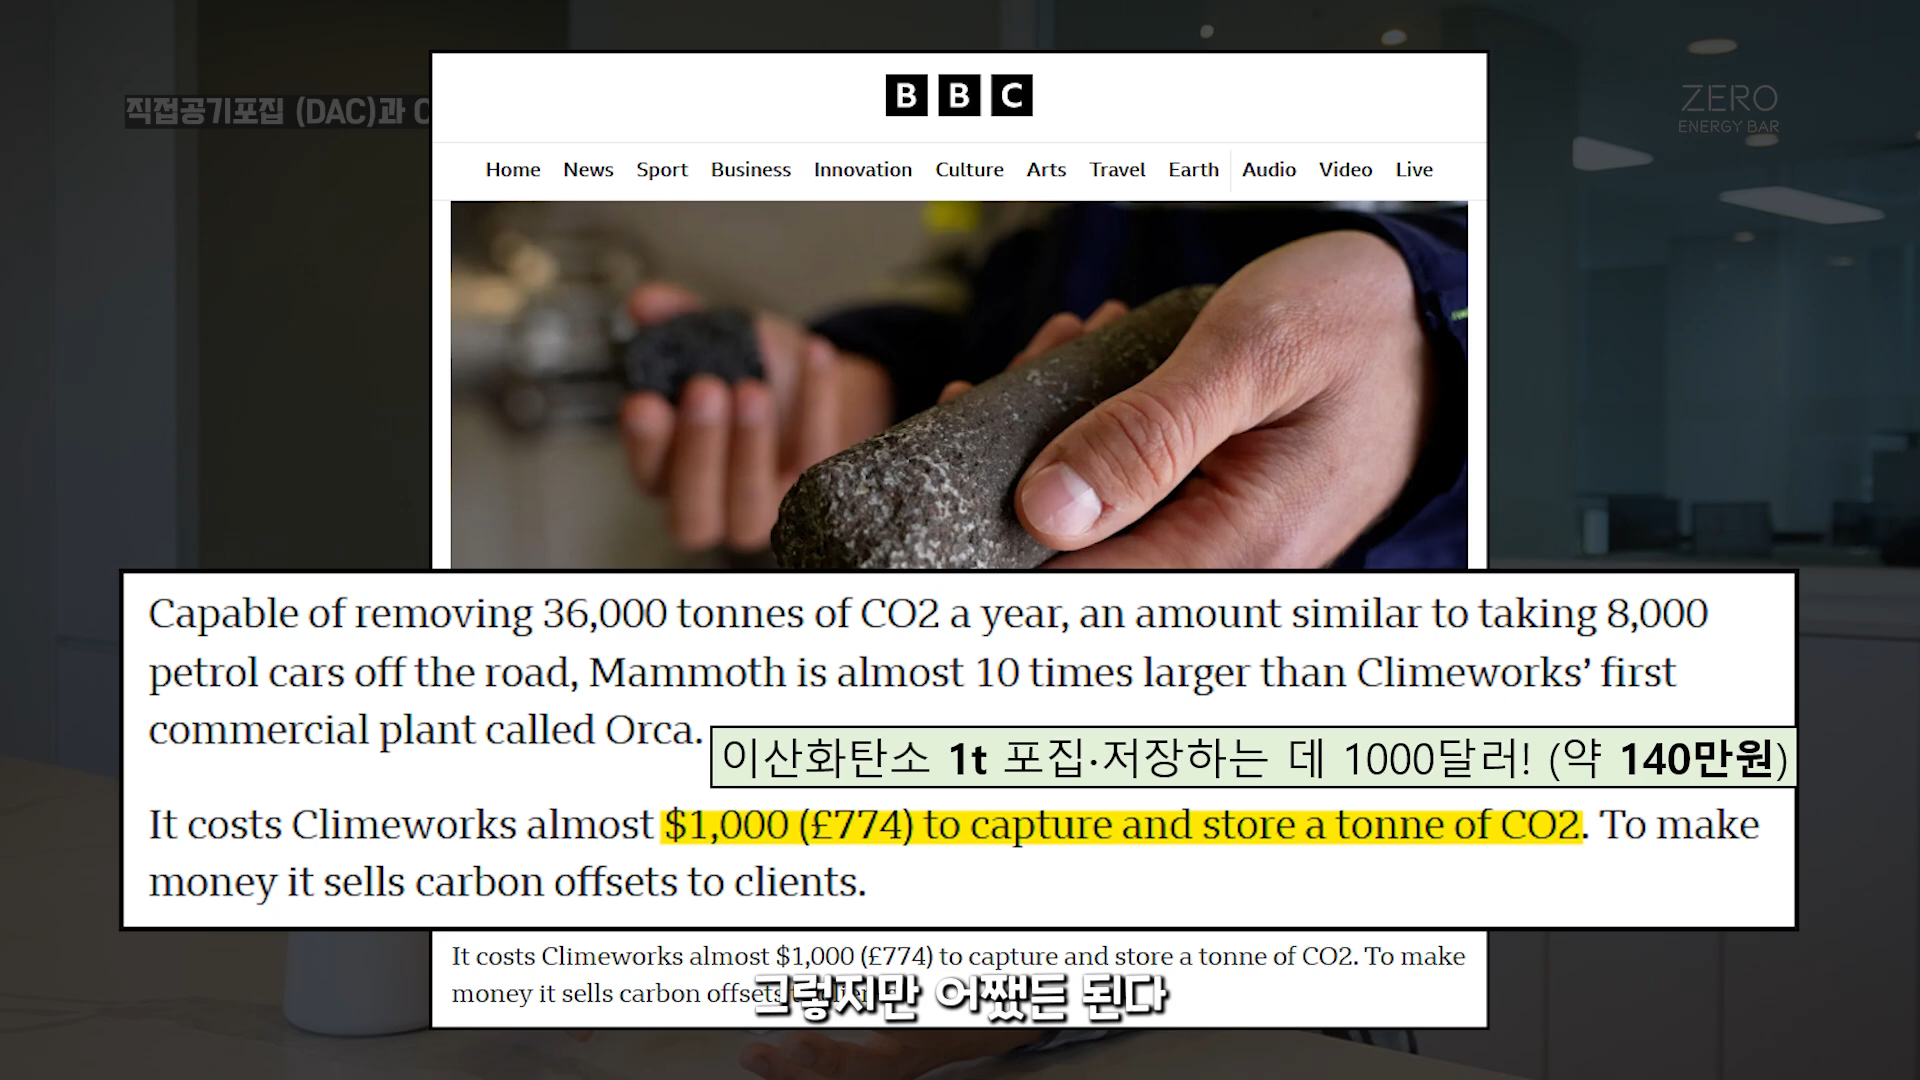 직접공기포집 (DAC)과 C
ZERO
ENERGY BAR
BBC
Home News Sport Business Innovation Culture Arts Travel Earth Audio Video Live
Capable of removing 36,000 tonnes of CO2 a year, an amount similar to taking 8,000
petrol cars off the road, Mammoth is almost 10 times larger than Climeworks’ first
commercial plant called Orca.
이산화탄소 1t 포집·저장하는 데 1000달러! (약 140만원)
It costs Climeworks almost $1,000 (£774) to capture and store a tonne of CO2. To make
money it sells carbon offsets to clients.
It costs Climeworks almost $1,000 (£774) to capture and store a tonne of CO2. To make
money it sells carbon offsets
그렇지만 어쨌든 된다